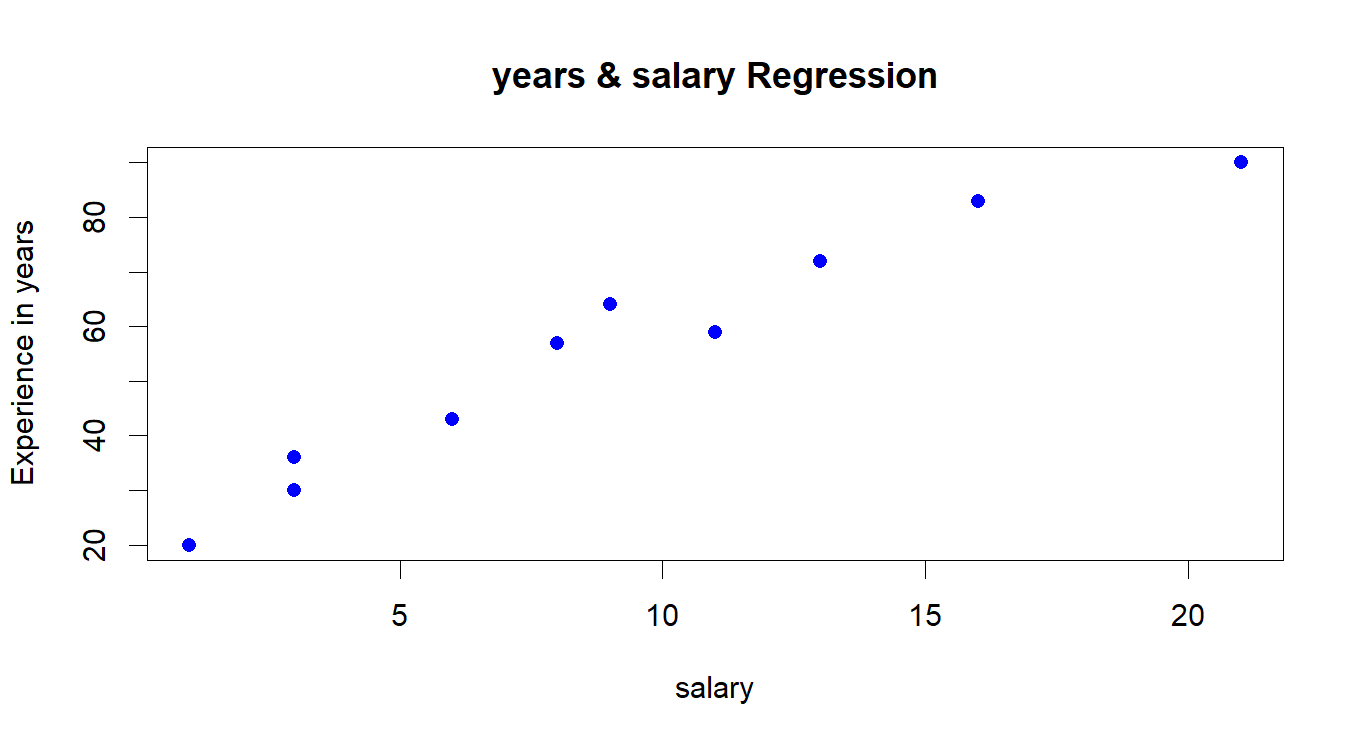 years & salary Regression
Experience in years
80
60
40
20
5 10 15 20
salary